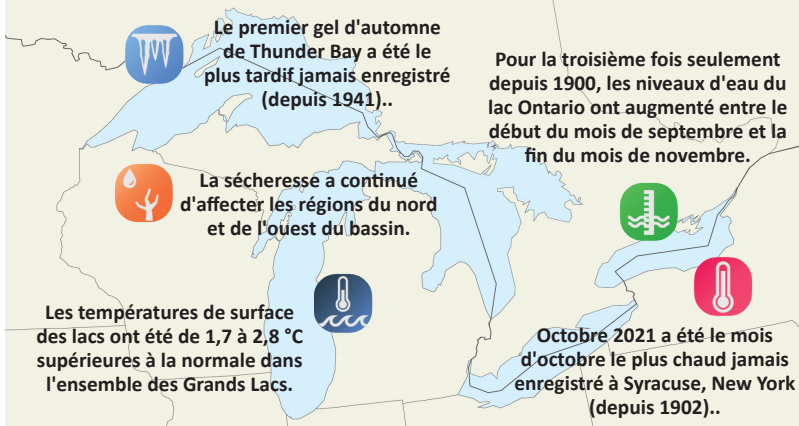 Le premier gel d'automne
de Thunder Bay a été le
plus tardif jamais enregistré
(depuis 1941)..
Pour la troisième fois seulement
depuis 1900, les niveaux d'eau du
lac Ontario ont augmenté entre le
début du mois de septembre et la
fin du mois de novembre.
La sécheresse a continué
d'affecter les régions du nord
et de l'ouest du bassin.
Les températures de surface
des lacs ont été de 1,7 à 2,8 °C
supérieures à la normale dans
l'ensemble des Grands Lacs.
Octobre 2021 a été le mois
d'octobre le plus chaud jamais
enregistré à Syracuse, New York
(depuis 1902)..